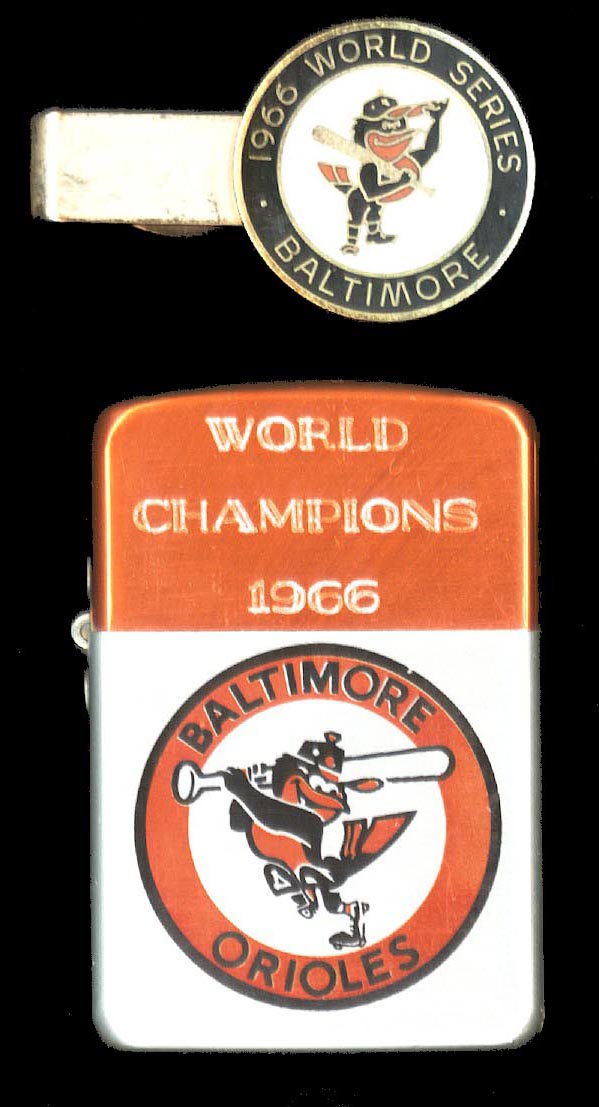 1966 WORLD SERIES
· BALTIMORE ·
WORLD
CHAMPIONS
1966
BALTIMORE
ORIOLES